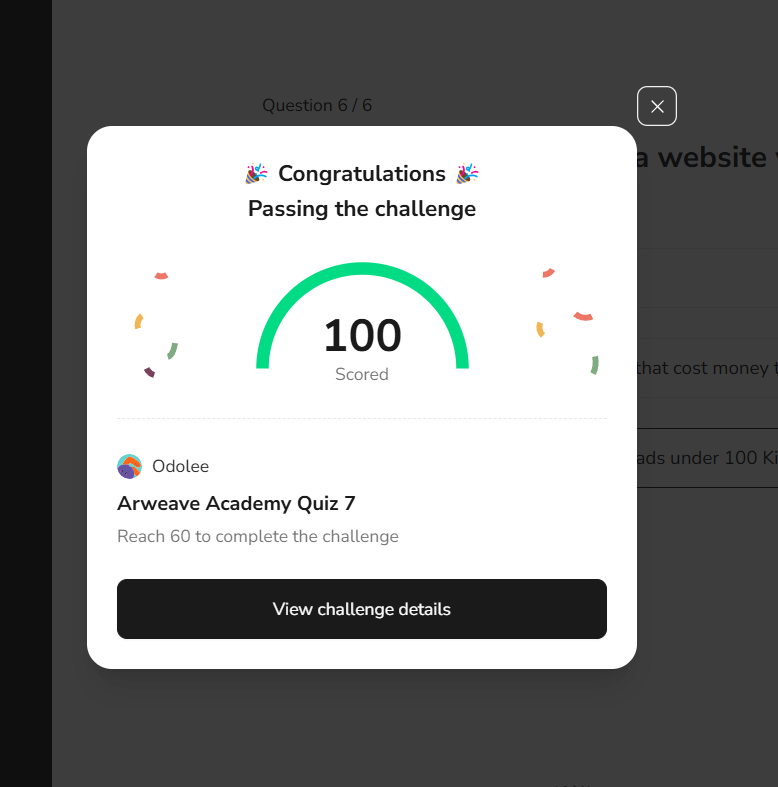 Question 6 / 6
a website
🎉 Congratulations 🎉
Passing the challenge
100
Scored
that cost money
ads under 100 Ki
Odolee
Arweave Academy Quiz 7
Reach 60 to complete the challenge
View challenge details